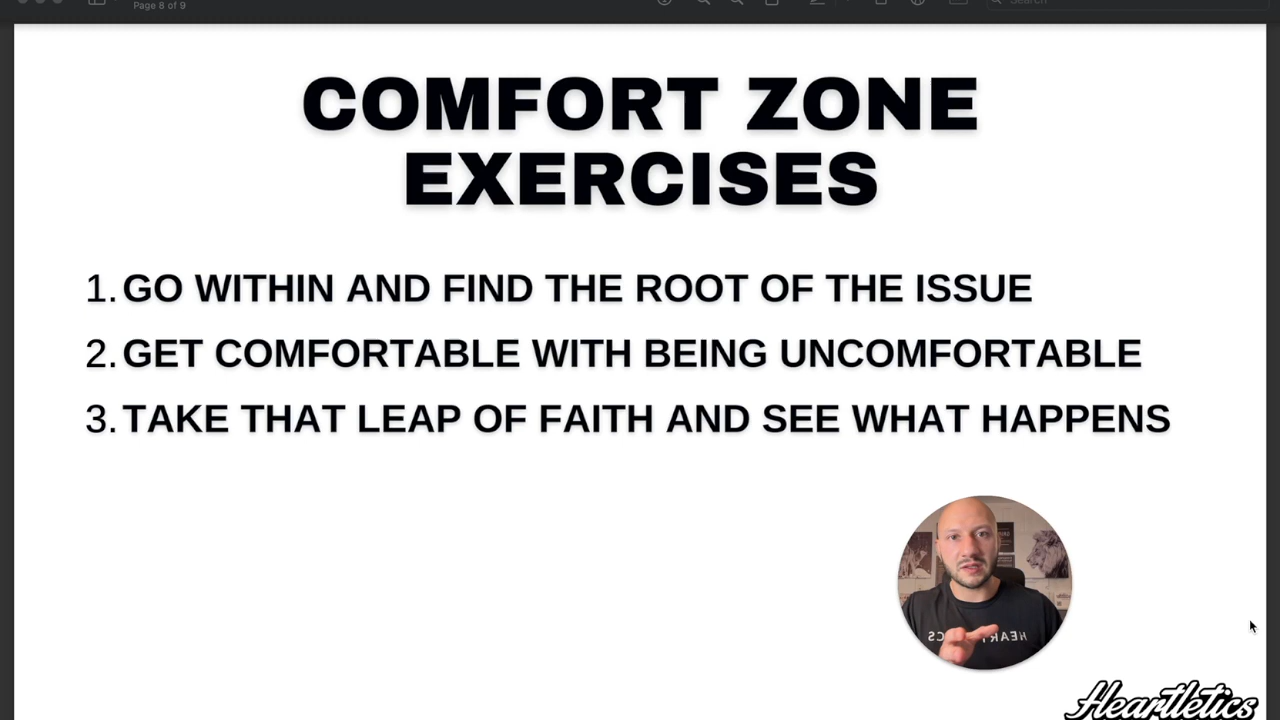 Page 8 of 9
Search
COMFORT ZONE
EXERCISES
1. GO WITHIN AND FIND THE ROOT OF THE ISSUE
2. GET COMFORTABLE WITH BEING UNCOMFORTABLE
3. TAKE THAT LEAP OF FAITH AND SEE WHAT HAPPENS
Heartletics